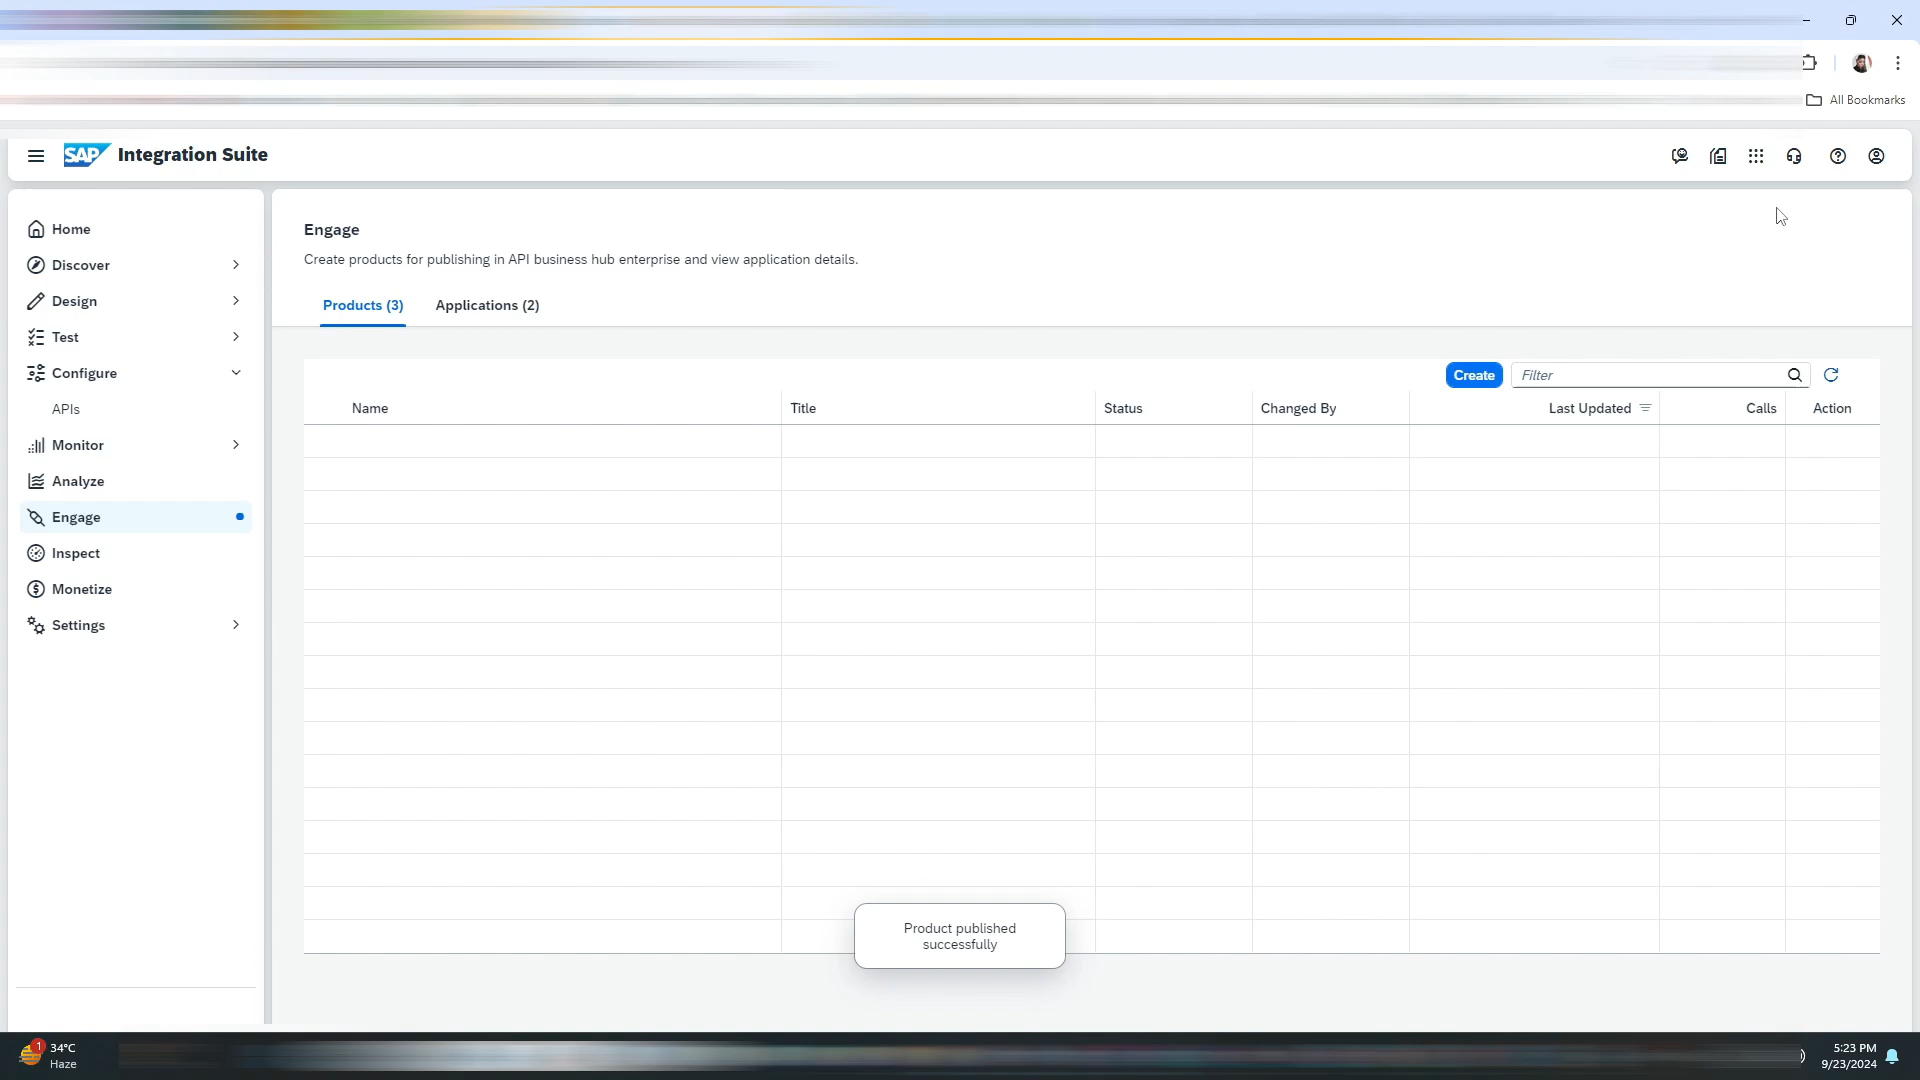 All Bookmarks
SAP Integration Suite
Home
Discover
Design
Test
Configure
APIs
Monitor
Analyze
Engage
Inspect
Monetize
Settings
Engage
Create products for publishing in API business hub enterprise and view application details.
Products (3) Applications (2)
Create Filter
Name Title Status Changed By Last Updated Calls Action
Product published
successfully
1 34°C
Haze
5:23 PM
9/23/2024